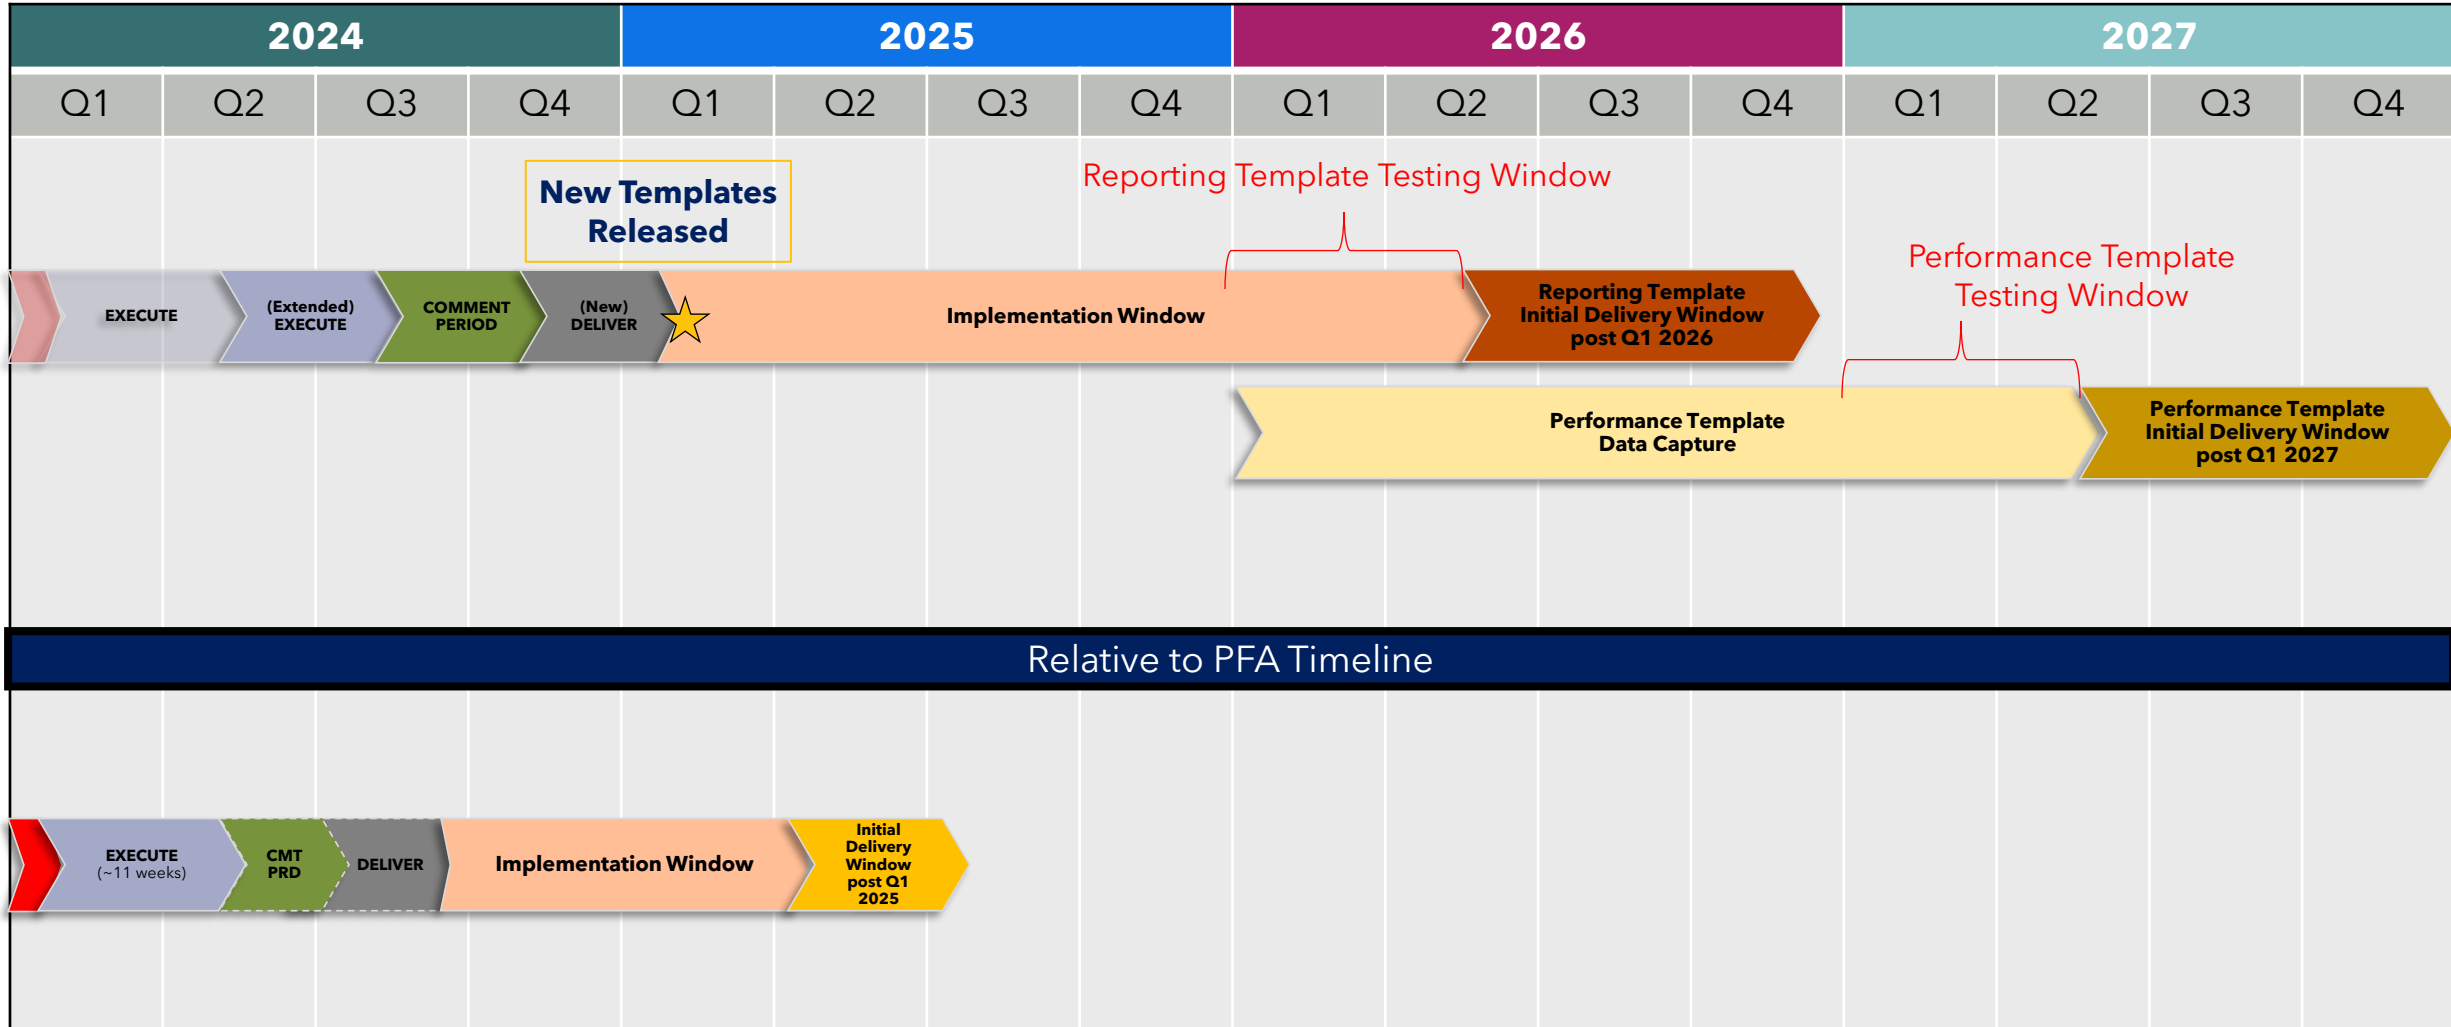 2024
2025
2026
2027
Q1
Q2
Q3
Q4
Q1
Q2
Q3
Q4
Q1
Q2
Q3
Q4
Q1
Q2
Q3
Q4
New Templates
Released
Reporting Template Testing Window
Performance Template
Testing Window
EXECUTE
(Extended)
EXECUTE
COMMENT
PERIOD
(New)
DELIVER
Implementation Window
Reporting Template
Initial Delivery Window
post Q1 2026
Performance Template
Data Capture
Performance Template
Initial Delivery Window
post Q1 2027
Relative to PFA Timeline
EXECUTE
(~11 weeks)
CMT
PRD
DELIVER
Implementation Window
Initial
Delivery
Window
post Q1
2025